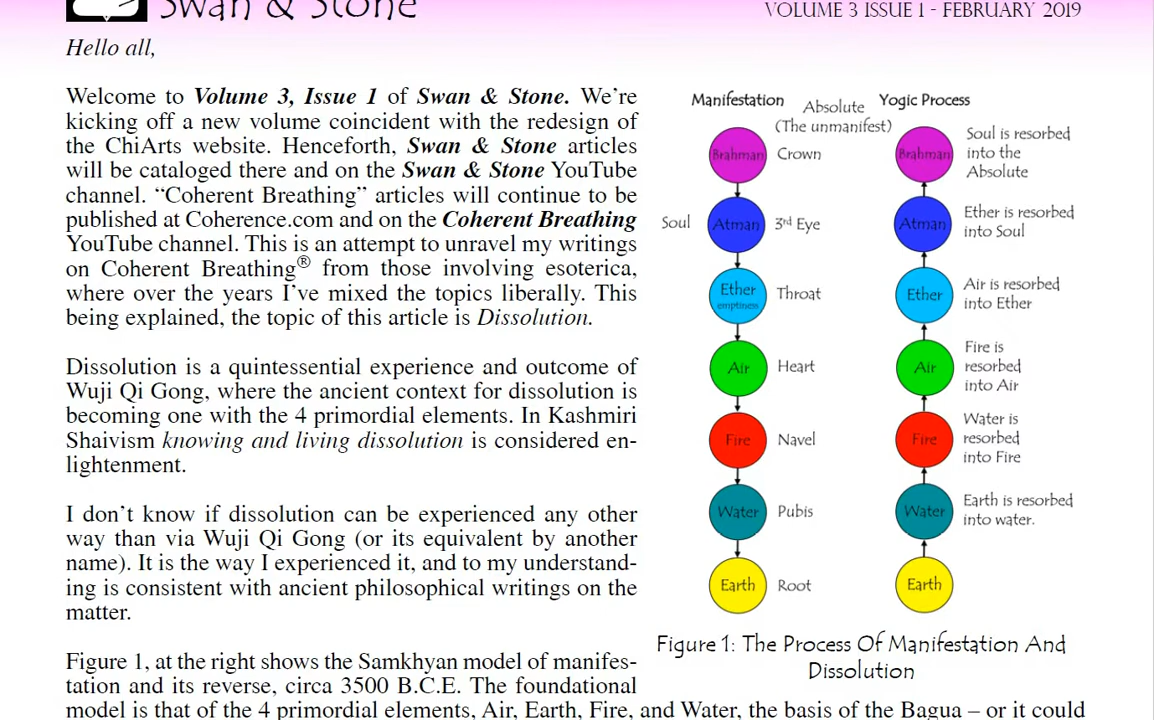 Swan & Stone
VOLUME 3 ISSUE 1 - FEBRUARY 2019
Hello all,
Welcome to Volume 3, Issue 1 of Swan & Stone. We're
kicking off a new volume coincident with the redesign of
the ChiArts website. Henceforth, Swan & Stone articles
will be cataloged there and on the Swan & Stone YouTube
channel. “Coherent Breathing” articles will continue to be
published at Coherence.com and on the Coherent Breathing
YouTube channel. This is an attempt to unravel my writings
on Coherent Breathing® from those involving esoterica,
where over the years I've mixed the topics liberally. This
being explained, the topic of this article is Dissolution.
Dissolution is a quintessential experience and outcome of
Wuji Qi Gong, where the ancient context for dissolution is
becoming one with the 4 primordial elements. In Kashmiri
Shaivism knowing and living dissolution is considered en-
lightenment.
I don't know if dissolution can be experienced any other
way than via Wuji Qi Gong (or its equivalent by another
name). It is the way I experienced it, and to my understand-
ing is consistent with ancient philosophical writings on the
matter.
Figure 1, at the right shows the Samkhyan model of manifes-
tation and its reverse, circa 3500 B.C.E. The foundational
model is that of the 4 primordial elements, Air, Earth, Fire, and Water, the basis of the Bagua – or it could
Manifestation
Absolute
(The unmanifest)
Yogic Process
Brahman
Crown
Brahman
Soul is resorbed
into the
Absolute
Soul
Atman
3rd Eye
Atman
Ether is resorbed
into Soul
Ether
emptiness
Throat
Ether
Air is resorbed
into Ether
Air
Heart
Air
Fire is
resorbed
into Air
Fire
Navel
Fire
Water is
resorbed
into Fire
Water
Pubis
Water
Earth is resorbed
into water.
Earth
Root
Earth
Figure 1: The Process Of Manifestation And
Dissolution